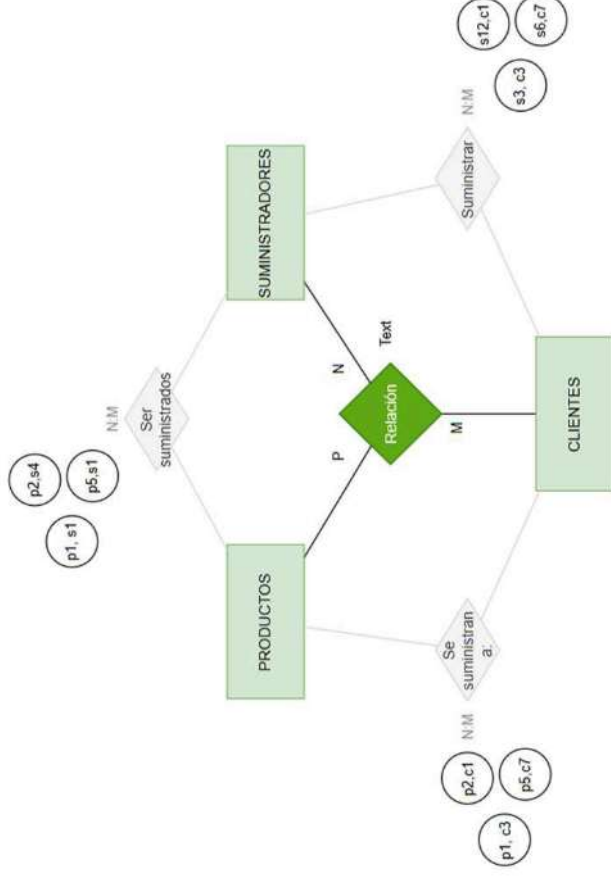 p2,s4
p1, s1
p5,s1
N:M
Ser
suministrados
PRODUCTOS
SUMINISTRADORES
P
N
Relación
Text
M
Se
suministran
a:
N:M
p2,c1
p1, c3
p5,c7
CLIENTES
Suministrar
N:M
s12,c1
s3, c3
s6,c7